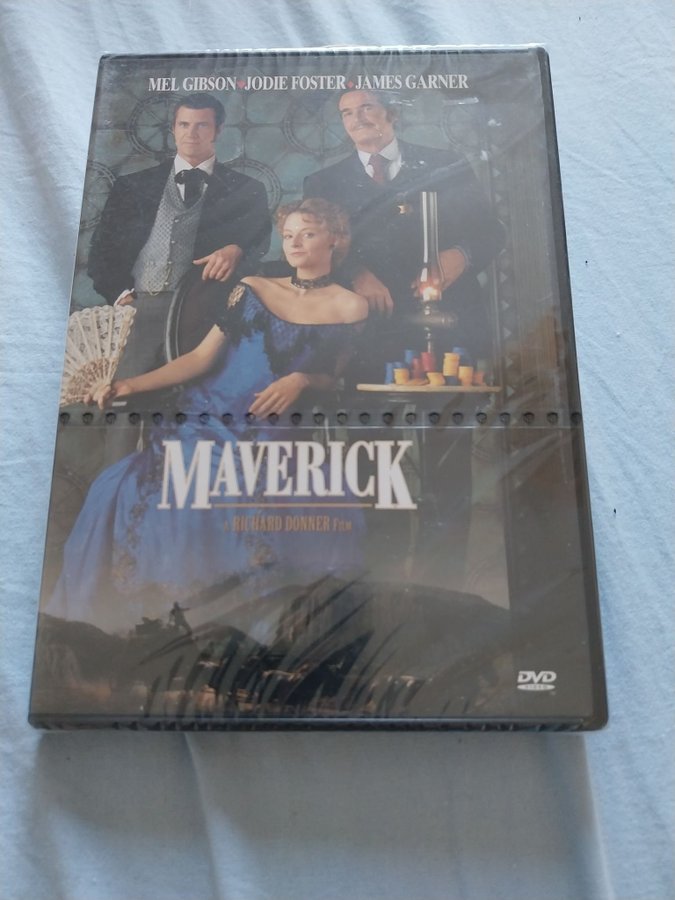 MEL GIBSON♦JODIE FOSTER♦JAMES GARNER
MAVERICK
A RICHARD DONNER FILM
DVD
VIDEO